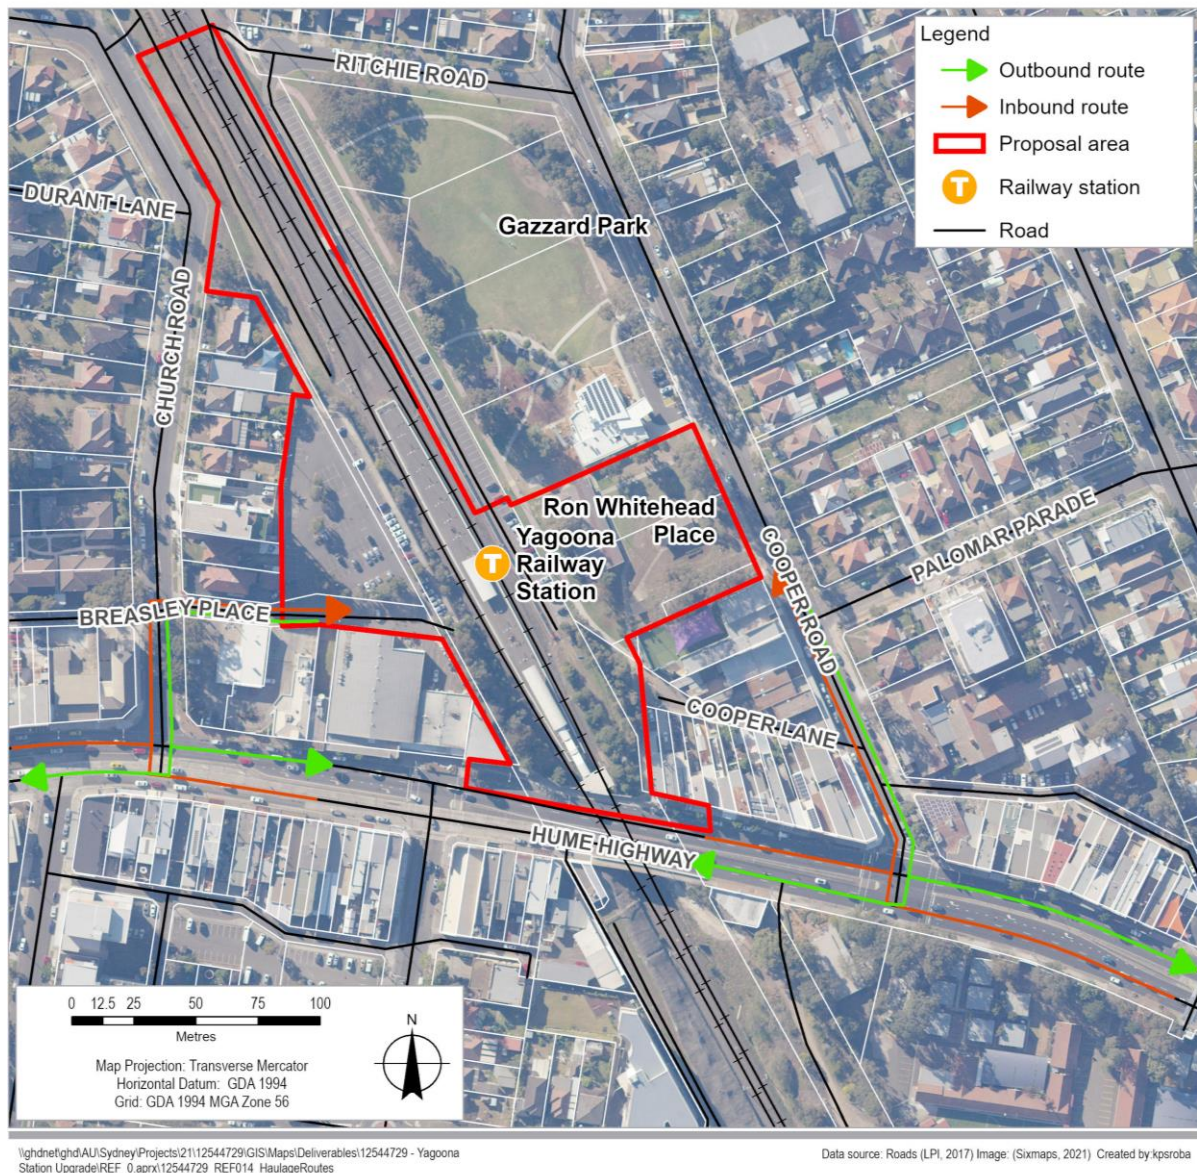 Legend
Outbound route
Inbound route
Proposal area
Railway station
Road
RITCHIE ROAD
DURANT LANE
Gazzard Park
CHURCH ROAD
Ron Whitehead
Place
Yagoona
Railway
Station
T
T
COOPER ROAD
PALOMAR PARADE
BREASLEY PLACE
COOPER LANE
HUME HIGHWAY
0 12.5 25 50 75 100
Metres
N
Map Projection: Transverse Mercator
Horizontal Datum: GDA 1994
Grid: GDA 1994 MGA Zone 56
\\ghdnet\ghd\AU\Sydney\Projects\21\12544729\GIS\Maps\Deliverables\12544729 - Yagoona
Station Upgrade\REF_0.aprx\12544729_REF014_HaulageRoutes
Data source: Roads (LPI, 2017) Image: (Sixmaps, 2021) Created by:kpsroba